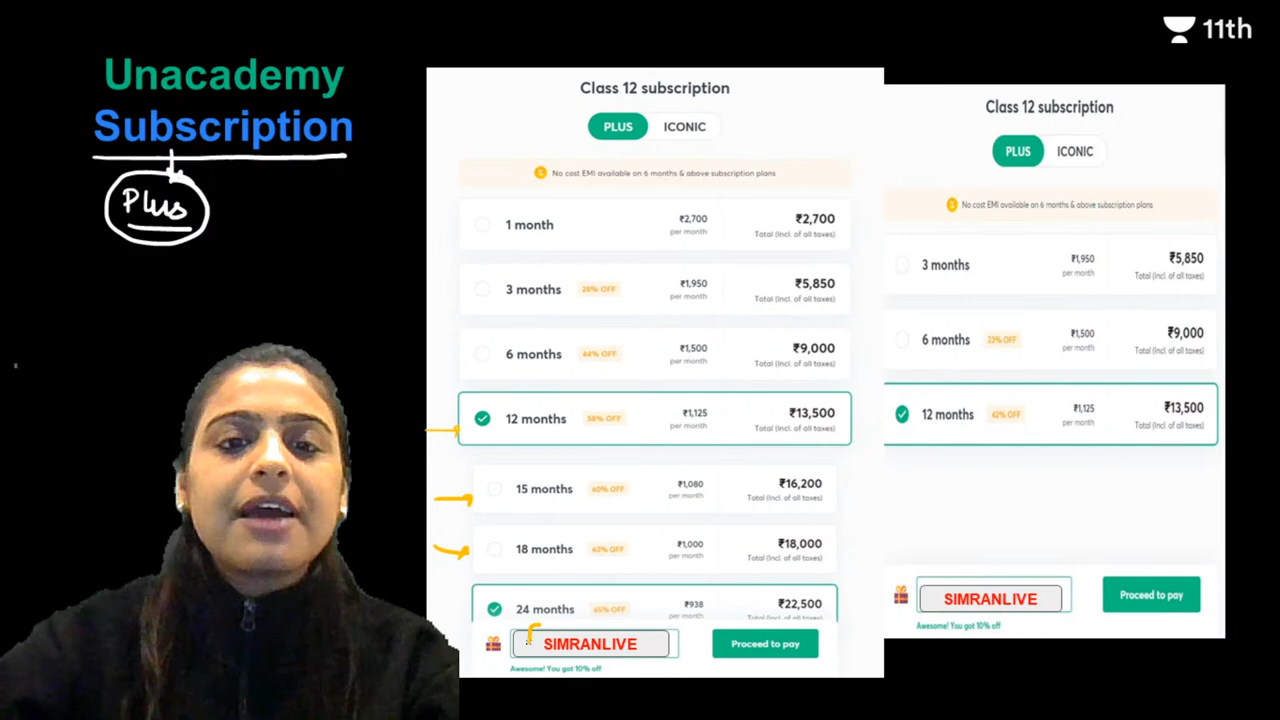 11th
Unacademy
Subscription
Plus
Class 12 subscription
PLUS ICONIC
No cost EMI available on 6 months & above subscription plans
1 month ₹2,700 per month ₹2,700 Total (Incl. of all taxes)
3 months 28% OFF ₹1,950 per month ₹5,850 Total (Incl. of all taxes)
6 months 44% OFF ₹1,500 per month ₹9,000 Total (Incl. of all taxes)
12 months 58% OFF ₹1,125 per month ₹13,500 Total (Incl. of all taxes)
15 months 60% OFF ₹1,080 per month ₹16,200 Total (Incl. of all taxes)
18 months 63% OFF ₹1,000 per month ₹18,000 Total (Incl. of all taxes)
24 months 65% OFF ₹938 ₹22,500
SIMRANLIVE Proceed to pay
Awesome! You got 10% off
Class 12 subscription
PLUS ICONIC
No cost EMI available on 6 months & above subscription plans
3 months ₹1,950 per month ₹5,850 Total (Incl. of all taxes)
6 months 23% OFF ₹1,500 per month ₹9,000 Total (Incl. of all taxes)
12 months 42% OFF ₹1,125 per month ₹13,500 Total (Incl. of all taxes)
SIMRANLIVE Proceed to pay
Awesome! You got 10% off